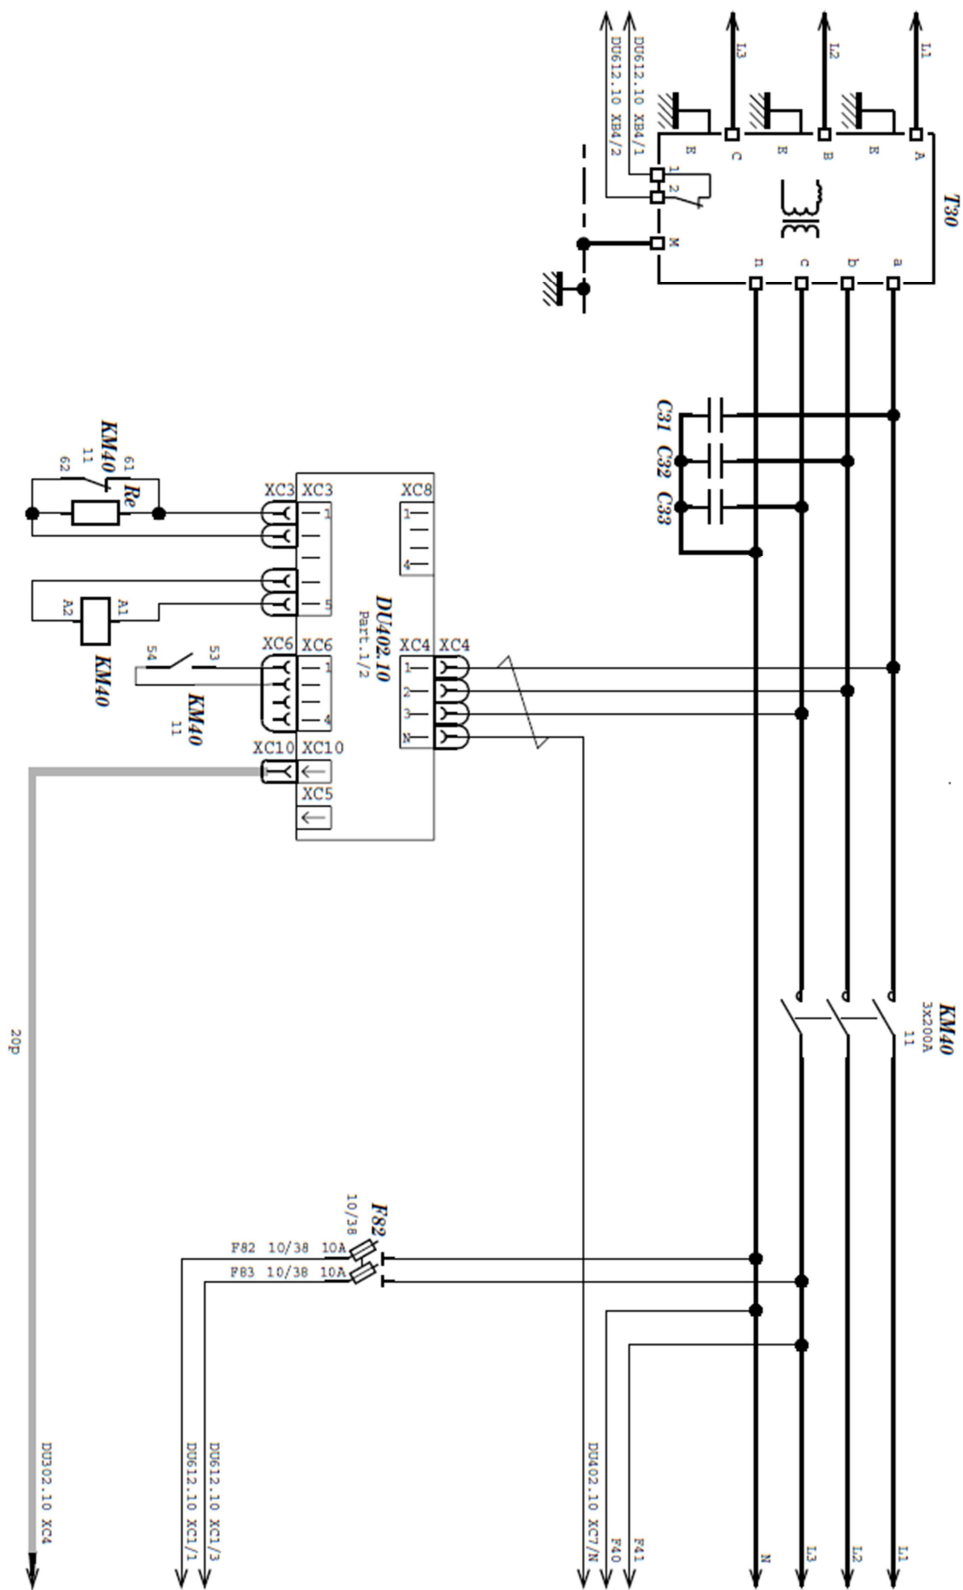 DU612.10 XB4/2
DU612.10 XB4/1
L3
L2
L1
E
C
E
B
E
A
T30
1
2
M
n
c
b
a
C31
C32
C33
KM40
11
61
62
Re
XC3
XC3
1
5
XC8
1
4
A1
A2
KM40
DU402.10
Part.1/2
XC6
XC6
1
4
53
54
KM40
11
XC4
XC4
1
2
3
N
XC10
XC10
XC5
KM40
3x200A
11
20p
F82
10/38
F82 10/38 10A
F83 10/38 10A
DU302.10 XC4
DU612.10 XC1/1
DU612.10 XC1/3
DU402.10 XC7/N
F40
F41
N
L3
L2
L1